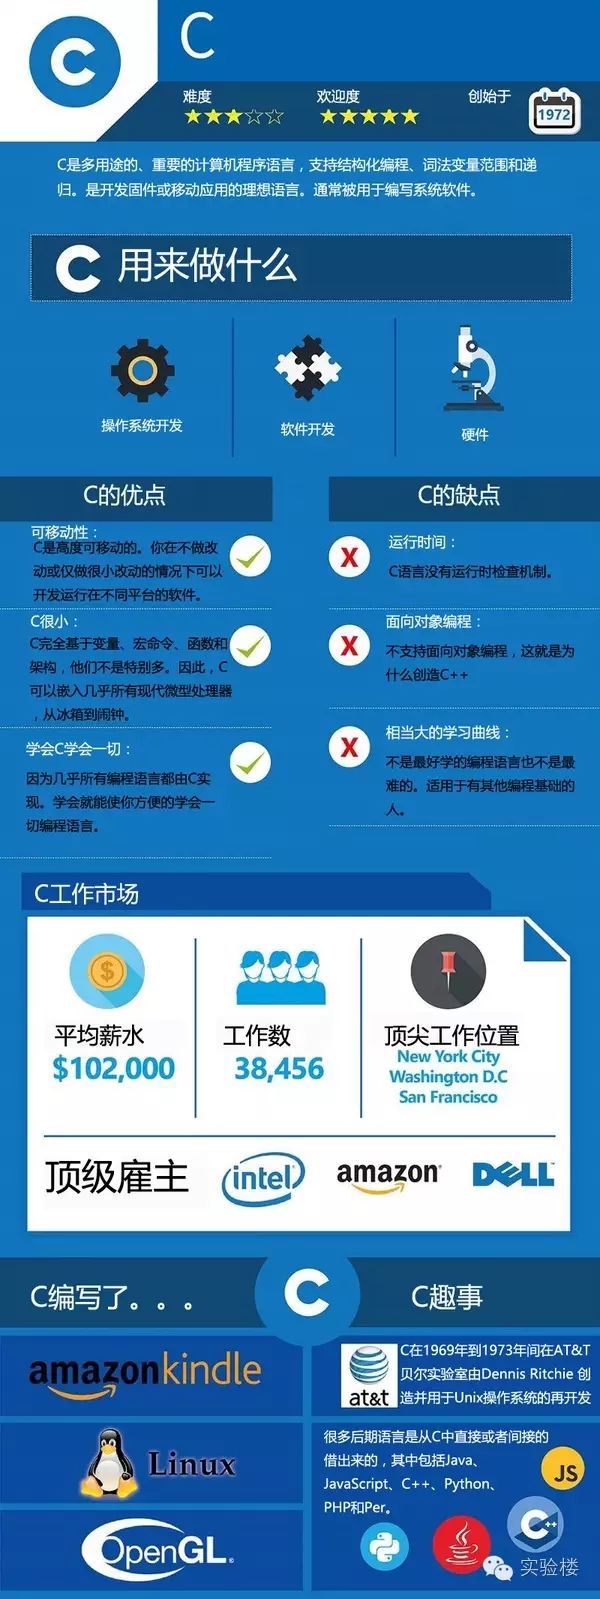 C
C
难度
欢迎度
创始于
1972
C是多用途的、重要的计算机程序语言，支持结构化编程、词法变量范围和递
归。是开发固件或移动应用的理想语言。通常被用于编写系统软件。
C 用来做什么
操作系统开发
软件开发
硬件
C的优点
可移动性：
C是高度可移动的。你在不做改
动或仅做很小改动的情况下可以
开发运行在不同平台的软件。
C很小：
C完全基于变量、宏命令、函数和
架构，他们不是特别多。因此，C
可以嵌入几乎所有现代微型处理器
，从冰箱到闹钟。
学会C学会一切：
因为几乎所有编程语言都由C实
现。学会就能使你方便的学会一
切编程语言。
C的缺点
X
运行时间：
C语言没有运行时检查机制。
X
面向对象编程：
不支持面向对象编程，这就是为
什么创造C++
X
相当大的学习曲线：
不是最好学的编程语言也不是最
难的。适用于有其他编程基础的
人。
C工作市场
$
平均薪水
$102,000
工作数
38,456
顶尖工作位置
New York City
Washington D.C
San Francisco
顶级雇主
intel
amazon
DELL
C编写了。。。
C
C趣事
amazonkindle
Linux
OpenGL
at&t
C在1969年到1973年间在AT&T
贝尔实验室由Dennis Ritchie 创
造并用于Unix操作系统的再开发
很多后期语言是从C中直接或者间接的
借出来的，其中包括Java、
JavaScript、C++、Python、
PHP和Per。
JS
C++
实验楼